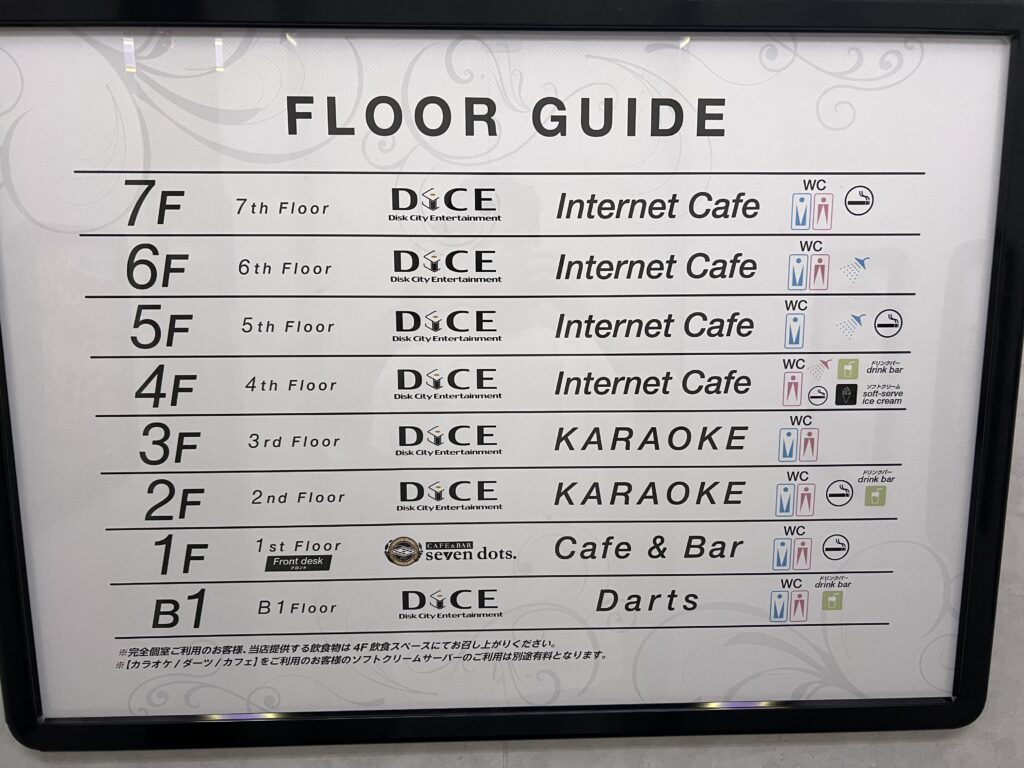 FLOOR GUIDE
7F 7th Floor DiCE Internet Cafe WC
Disk City Entertainment
6F 6th Floor DiCE Internet Cafe WC
Disk City Entertainment
5F 5th Floor DiCE Internet Cafe WC
Disk City Entertainment
4F 4th Floor DiCE Internet Cafe WC ドリンクバー drink bar
Disk City Entertainment ソフトクリーム soft-serve ice cream
3F 3rd Floor DiCE KARAOKE WC
Disk City Entertainment
2F 2nd Floor DiCE KARAOKE WC ドリンクバー drink bar
Disk City Entertainment
1F 1st Floor CAFE&BAR seven dots. Cafe & Bar WC
Front desk
フロント
B1 B1 Floor DiCE Darts WC ドリンクバー drink bar
Disk City Entertainment
※完全個室ご利用のお客様、当店提供する飲食物は 4F 飲食スペースにてお召し上がりください。
※【カラオケ / ダーツ / カフェ】をご利用のお客様のソフトクリームサーバーのご利用は別途有料となります。